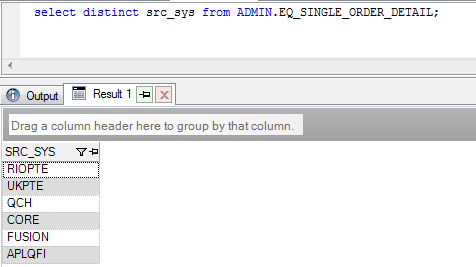 select distinct src_sys from ADMIN.EQ_SINGLE_ORDER_DETAIL;
Output
Result 1
Drag a column header here to group by that column.
SRC_SYS
RIOPTE
UKPTE
QCH
CORE
FUSION
APLQFI